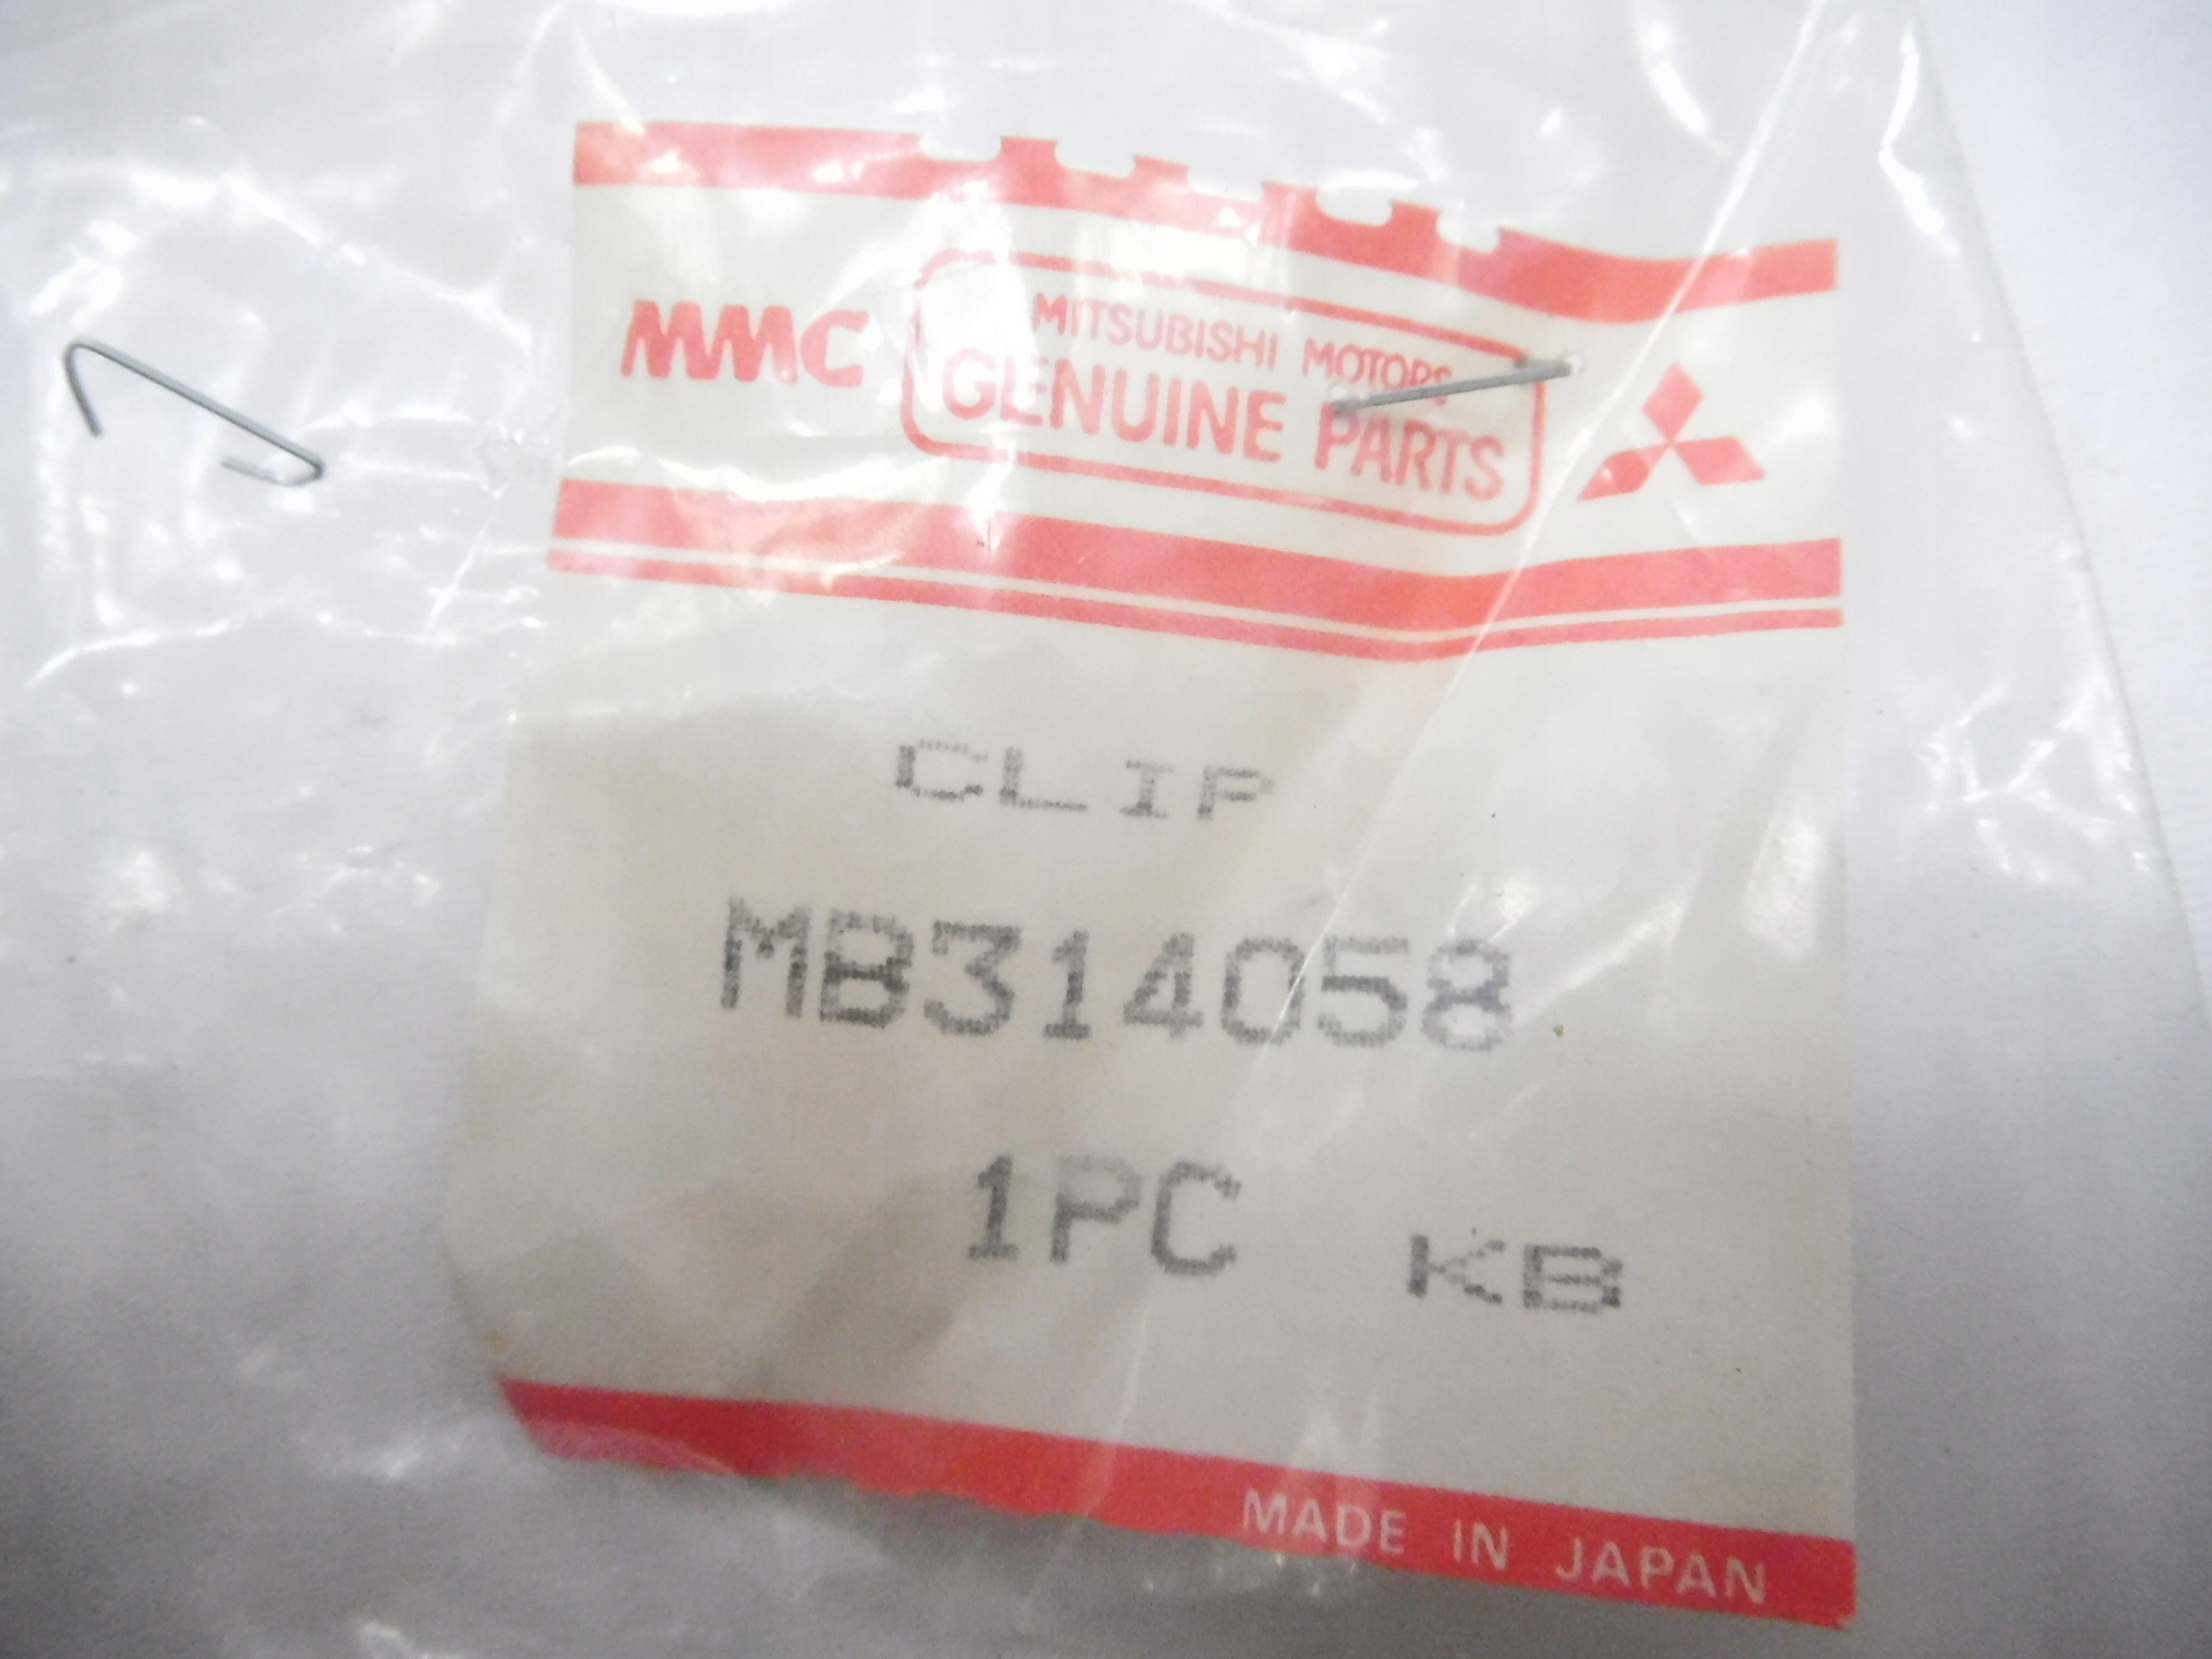 MMC
MITSUBISHI MOTORS
GENUINE PARTS
CLIP
MB314058
1PC KB
MADE IN JAPAN